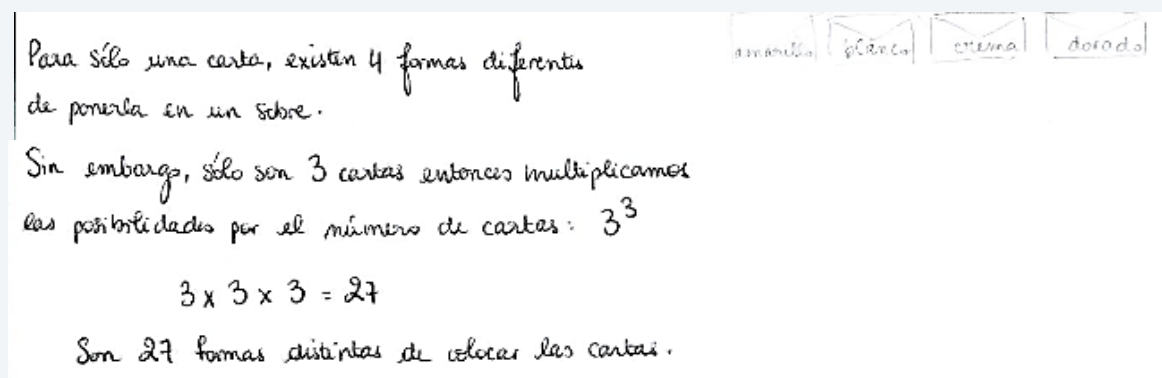 Para sólo una carta, existen 4 formas diferentes
de ponerla en un sobre.
amarillo blanco crema dorado
Sin embargo, sólo son 3 cartas entonces multiplicamos
las posibilidades por el número de cartas: 3³
3 x 3 x 3 = 27
Son 27 formas distintas de colocar las cartas.